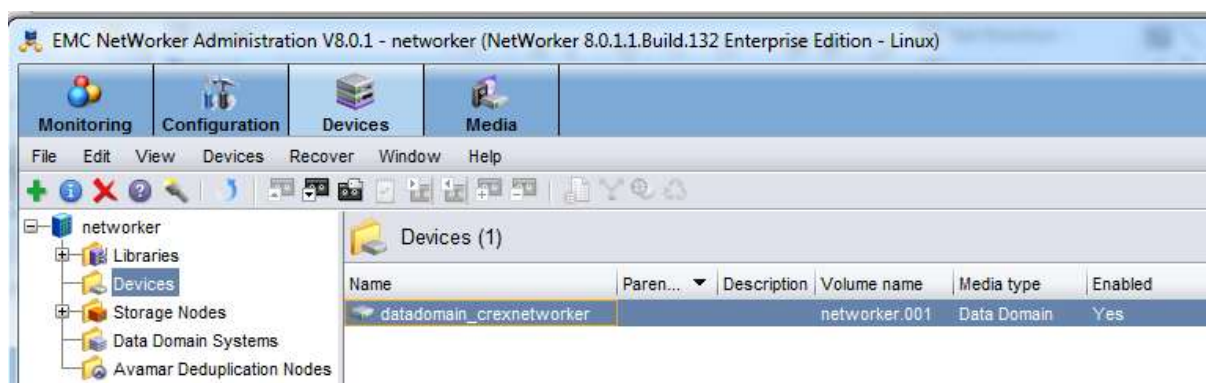 EMC NetWorker Administration V8.0.1 - networker (NetWorker 8.0.1.1.Build.132 Enterprise Edition - Linux)
Monitoring Configuration Devices Media
File Edit View Devices Recover Window Help
networker
Libraries
Devices
Storage Nodes
Data Domain Systems
Avamar Deduplication Nodes
Devices (1)
Name Paren... Description Volume name Media type Enabled
datadomain_crexnetworker networker.001 Data Domain Yes